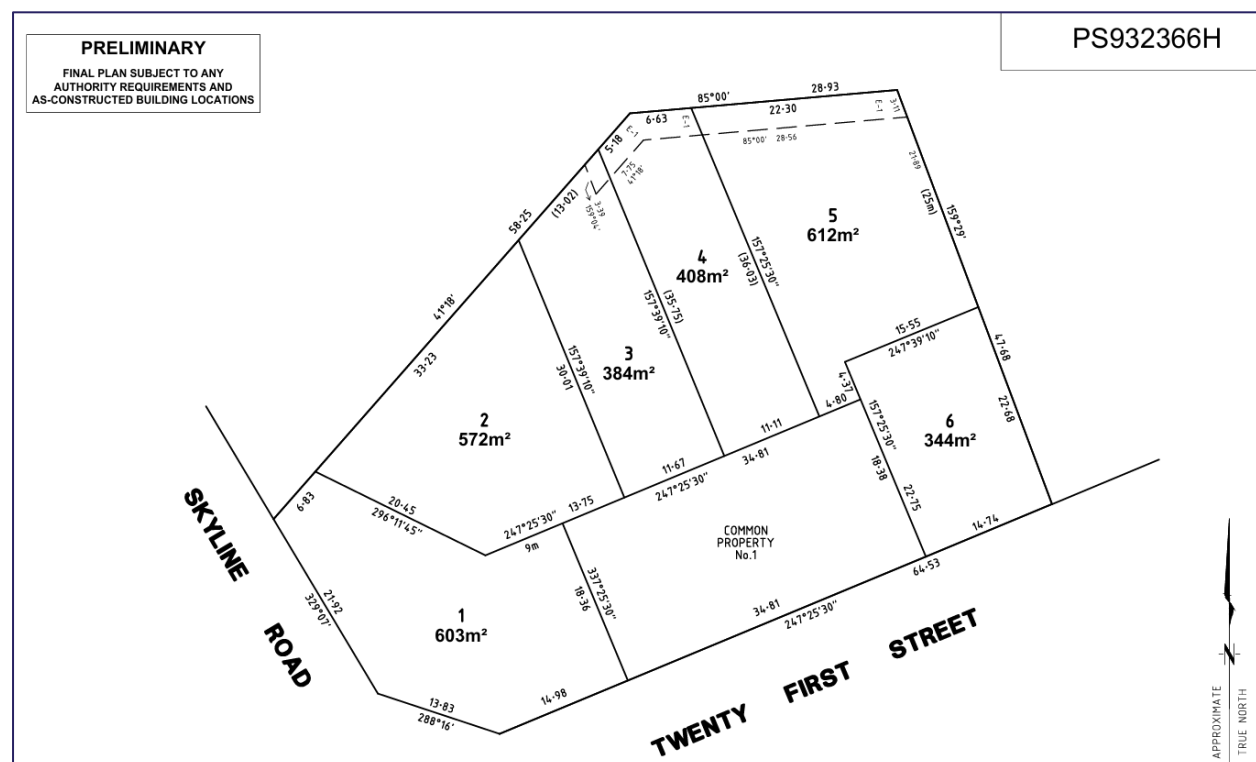 PRELIMINARY
FINAL PLAN SUBJECT TO ANY
AUTHORITY REQUIREMENTS AND
AS-CONSTRUCTED BUILDING LOCATIONS
PS932366H
85°00'
28·93
6·63
E-1
22·30
E-1
3·11
E-1
5·18
85°00' 28·56
7·75
41°18'
3·39
159°04'
(13·02)
58·25
21·89
(25m)
159°29'
5
612m²
4
408m²
157°25'30"
(36·03)
(35·75)
157°39'10"
41°18'
33·23
15·55
247°39'10"
47·68
3
384m²
157°39'10"
30·01
4·37
4·80
22·68
2
572m²
11·11
34·81
11·67
247°25'30"
157°25'30"
18·38
22·75
6
344m²
6·83
20·45
296°11'45"
13·75
247°25'30"
9m
COMMON
PROPERTY
No.1
14·74
64·53
SKYLINE ROAD
21·92
329°07'
337°25'30"
18·36
1
603m²
34·81
247°25'30"
13·83
288°16'
14·98
TWENTY FIRST STREET
APPROXIMATE
TRUE NORTH
N